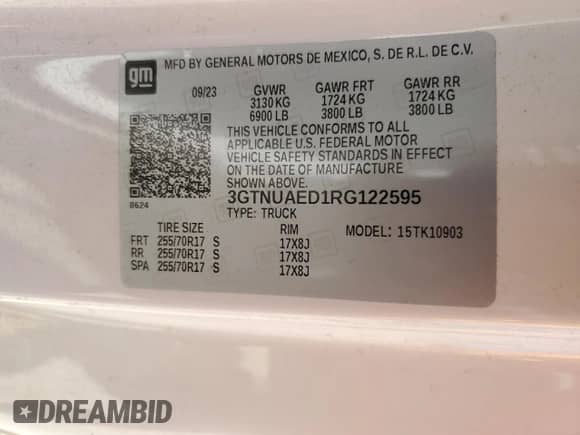 gm MFD BY GENERAL MOTORS DE MEXICO, S. DE R.L. DE C.V.
09/23 GVWR GAWR FRT GAWR RR
3130 KG 1724 KG 1724 KG
6900 LB 3800 LB 3800 LB
THIS VEHICLE CONFORMS TO ALL
APPLICABLE U.S. FEDERAL MOTOR
VEHICLE SAFETY STANDARDS IN EFFECT
ON THE DATE OF MANUFACTURE
SHOWN ABOVE.
8624 3GTNUAED1RG122595
TYPE: TRUCK
TIRE SIZE RIM MODEL: 15TK10903
FRT 255/70R17 S 17X8J
RR 255/70R17 S 17X8J
SPA 255/70R17 S 17X8J
DREAMBID